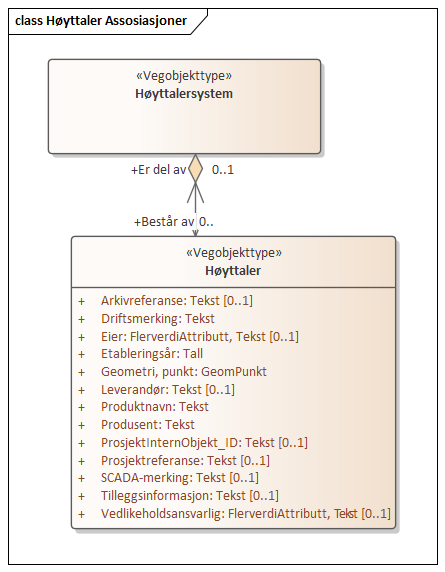 class Høyttaler Assosiasjoner
«Vegobjekttype»
Høyttalersystem
+Er del av 0..1
+Består av 0..
«Vegobjekttype»
Høyttaler
+ Arkivreferanse: Tekst [0..1]
+ Driftsmerking: Tekst
+ Eier: FlerverdiAttributt, Tekst [0..1]
+ Etableringsår: Tall
+ Geometri, punkt: GeomPunkt
+ Leverandør: Tekst [0..1]
+ Produktnavn: Tekst
+ Produsent: Tekst
+ ProsjektInternObjekt_ID: Tekst [0..1]
+ Prosjektreferanse: Tekst [0..1]
+ SCADA-merking: Tekst [0..1]
+ Tilleggsinformasjon: Tekst [0..1]
+ Vedlikeholdsansvarlig: FlerverdiAttributt, Tekst [0..1]